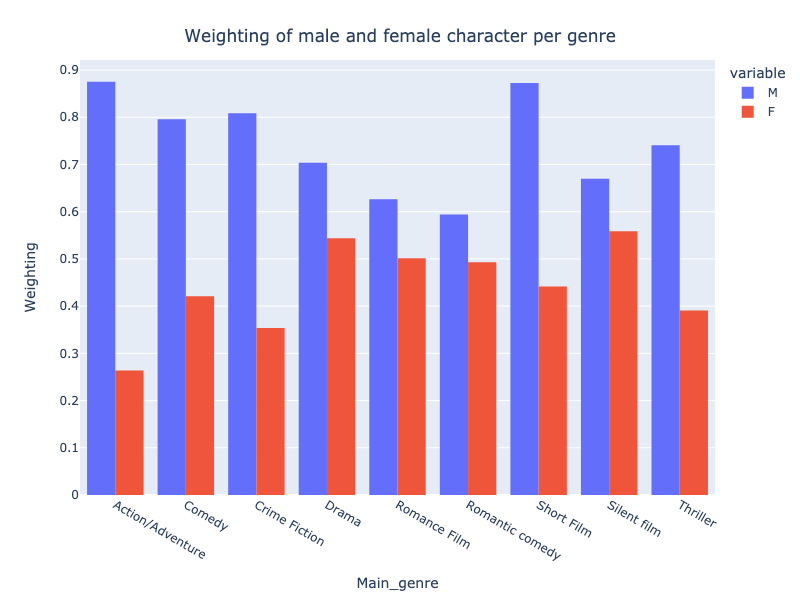 Weighting of male and female character per genre
variable
M
F
Weighting
0.9
0.8
0.7
0.6
0.5
0.4
0.3
0.2
0.1
0
Action/Adventure
Comedy
Crime Fiction
Drama
Romance Film
Romantic comedy
Short Film
Silent film
Thriller
Main_genre